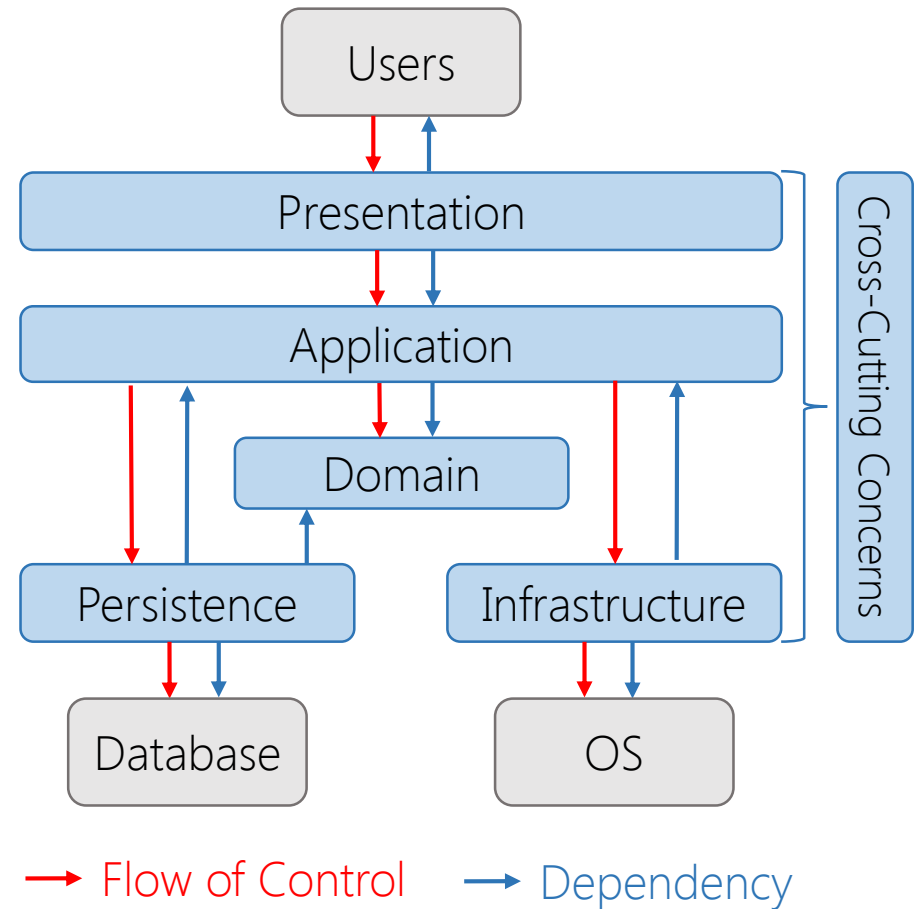 Users
Presentation
Application
Domain
Persistence
Infrastructure
Cross-Cutting Concerns
Database
OS
Flow of Control
Dependency